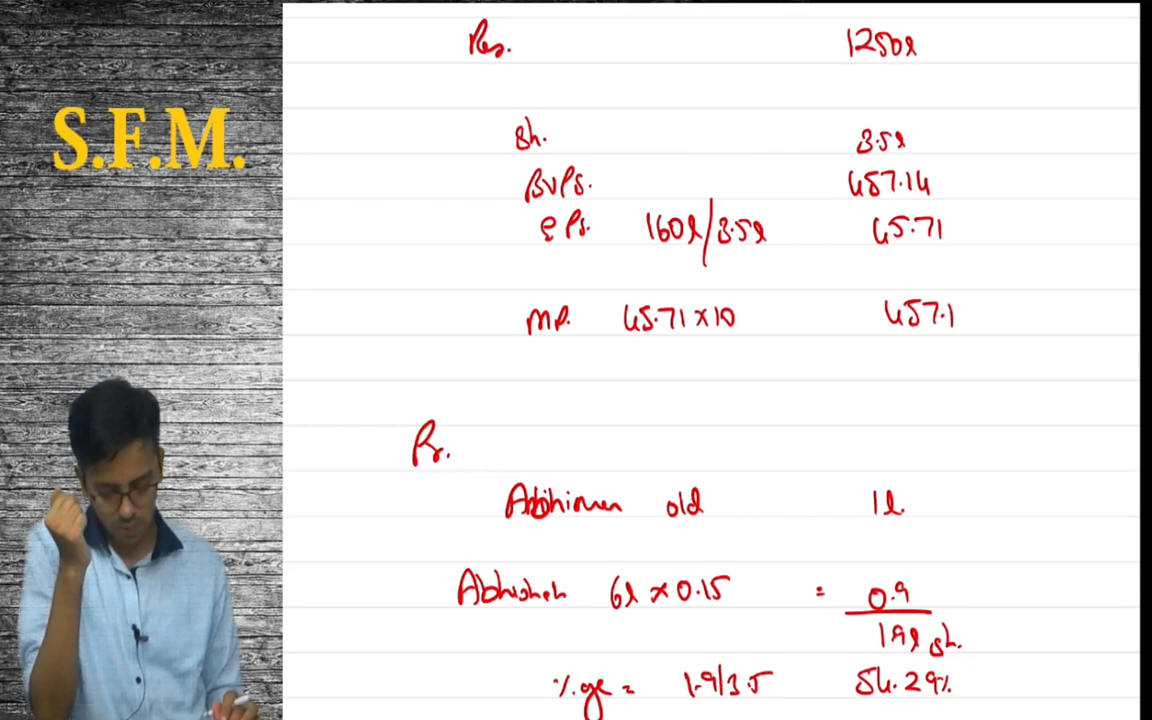 S.F.M.
Res. 1250l
Sh. 3.5l
BVPS. 457.14
EPS. 160l/3.5l 45.71
MP. 45.71 x 10 457.1
Pr.
Abhiman old 1l.
Abhishek 6l x 0.15 = 0.9
1.9l sh.
%.ge = 1.9/3.5 54.29%